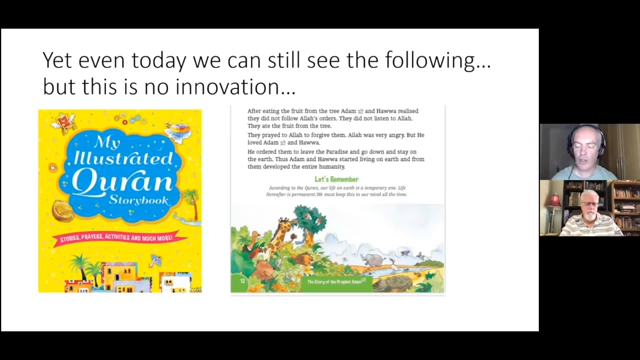 Yet even today we can still see the following...
but this is no innovation...
My
Illustrated
Quran
Storybook
STORIES, PRAYERS, ACTIVITIES AND MUCH MORE!
After eating the fruit from the tree Adam ﷺ and Hawwa realised
they did not follow Allah's orders. They did not listen to Allah.
They ate the fruit from the tree.
They prayed to Allah to forgive them. Allah was very angry. But He
loved Adam and Hawwa.
He ordered them to leave the Paradise and go down and stay on
the earth. Thus Adam and Hawwa started living on earth and from
them developed the entire humanity.
Let's Remember
According to the Quran, our life on earth is a temporary one. Life
Hereafter is permanent. We must keep this to our mind all the time.
12
The Story of the Prophet Adam